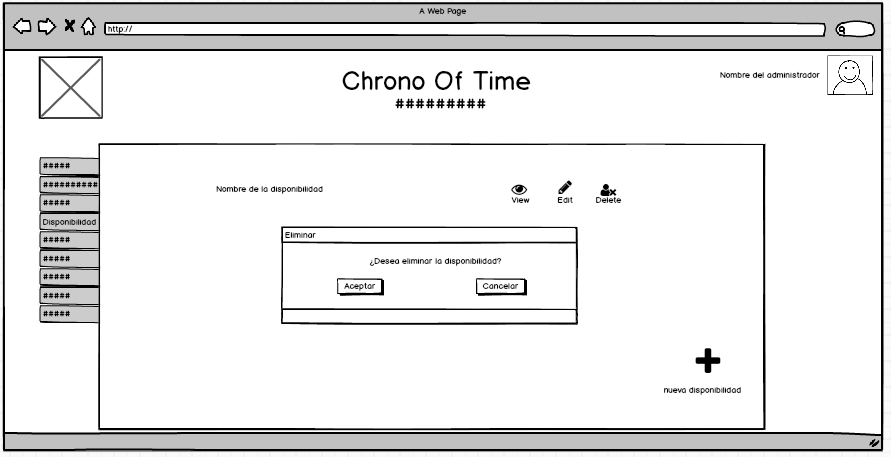 A Web Page
http://
Chrono Of Time
#########
Nombre del administrador
#####
##########
#####
Disponibilidad
#####
#####
#####
#####
#####
Nombre de la disponibilidad
View
Edit
Delete
Eliminar
¿Desea eliminar la disponibilidad?
Aceptar
Cancelar
nueva disponibilidad